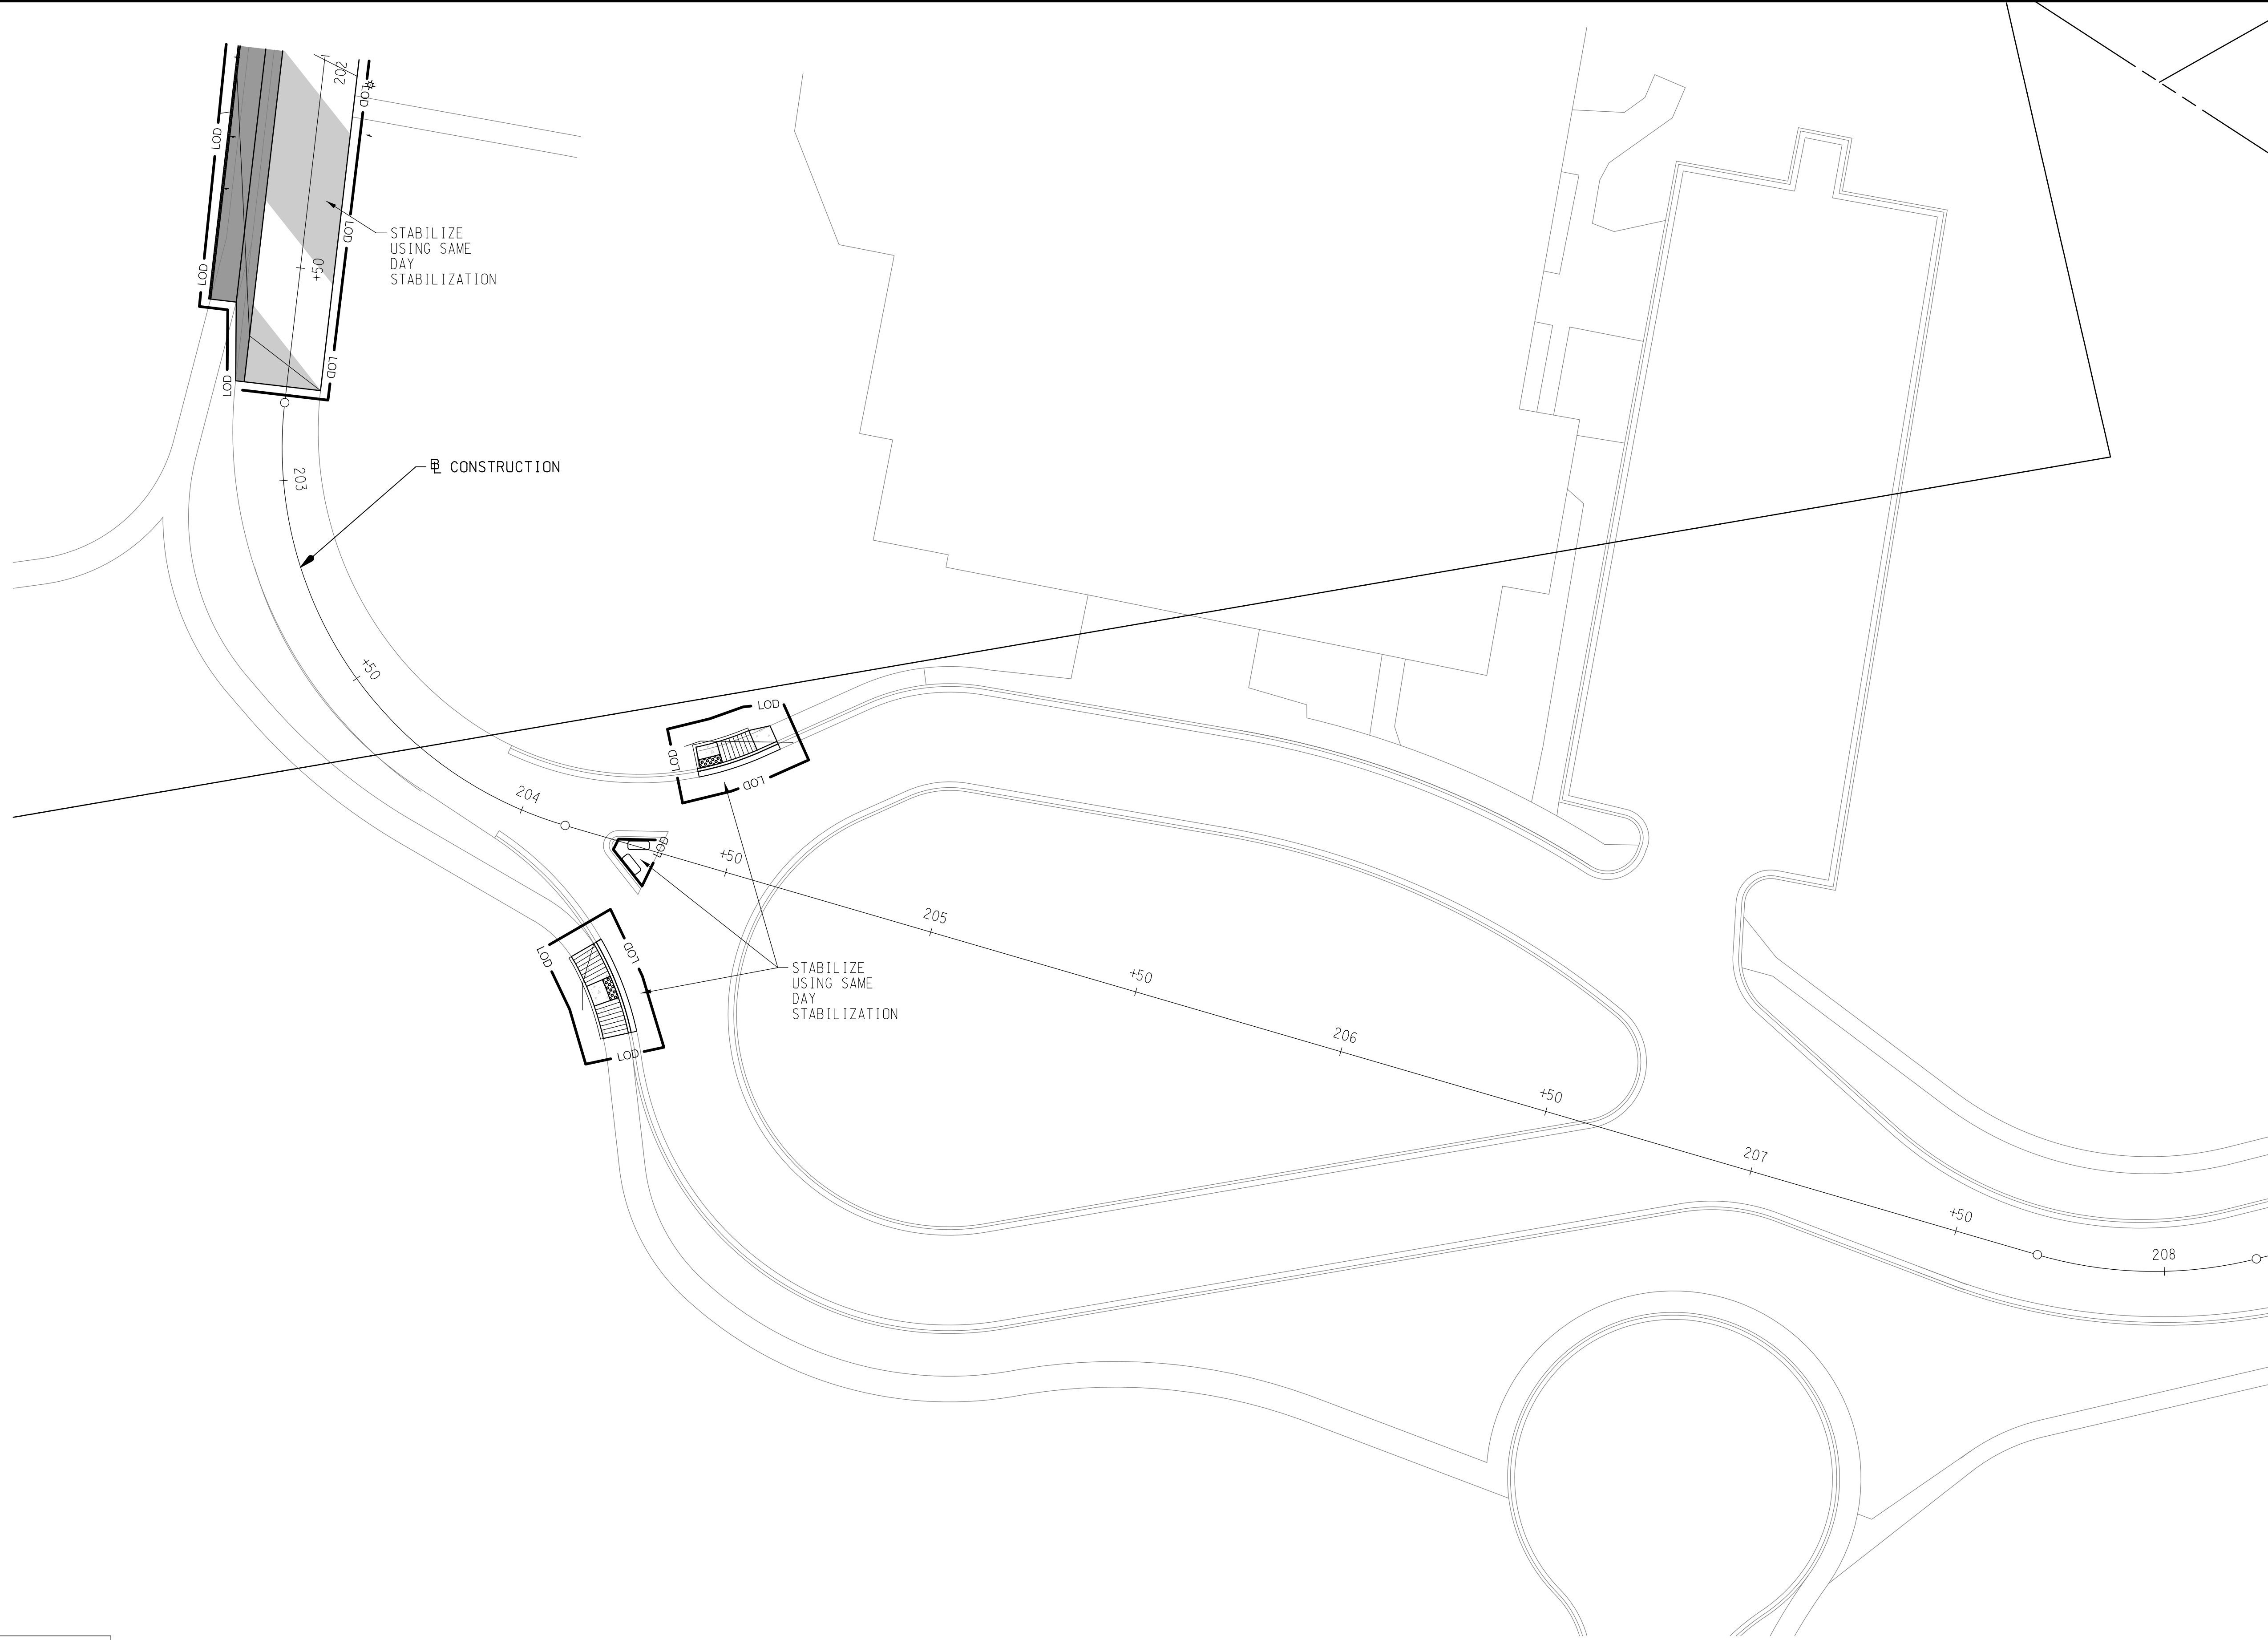 202
LOD
LOD
STABILIZE
USING SAME
DAY
STABILIZATION
LOD
+50
LOD
LOD
LOD
℄ CONSTRUCTION
203
+50
LOD
LOD
LOD
204
LOD
+50
205
LOD
LOD
STABILIZE
USING SAME
DAY
STABILIZATION
+50
206
LOD
+50
207
+50
208